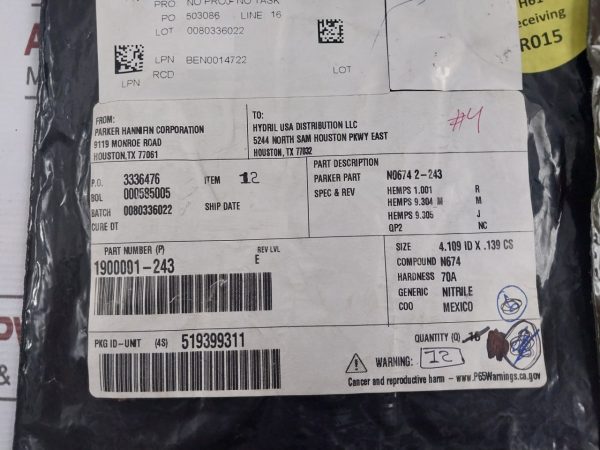 PRO NO PROJ- NO TASK
PO 503086 LINE 16
LOT 0080336022
LPN BEN0014722
RCD
LPN
LOT
Receiving
R015
FROM:
PARKER HANNIFIN CORPORATION
9119 MONROE ROAD
HOUSTON,TX 77061
TO:
HYDRIL USA DISTRIBUTION LLC
5244 NORTH SAM HOUSTON PKWY EAST
HOUSTON, TX 77032
#4
P.O. 3336476 ITEM 12
BOL 000585005
BATCH 0080336022 SHIP DATE
CURE DT
PART DESCRIPTION
PARKER PART N0674 2-243
SPEC & REV HEMPS 1.001 R
HEMPS 9.304 M M
HEMPS 9.305 J
QP2 NC
PART NUMBER (P) REV LVL
1900001-243 E
SIZE 4.109 ID X .139 CS
COMPOUND N674
HARDNESS 70A
GENERIC NITRILE
COO MEXICO
PKG ID-UNIT (4S) 519399311
QUANTITY (Q)
WARNING: 12
Cancer and reproductive harm - www.P65Warnings.ca.gov